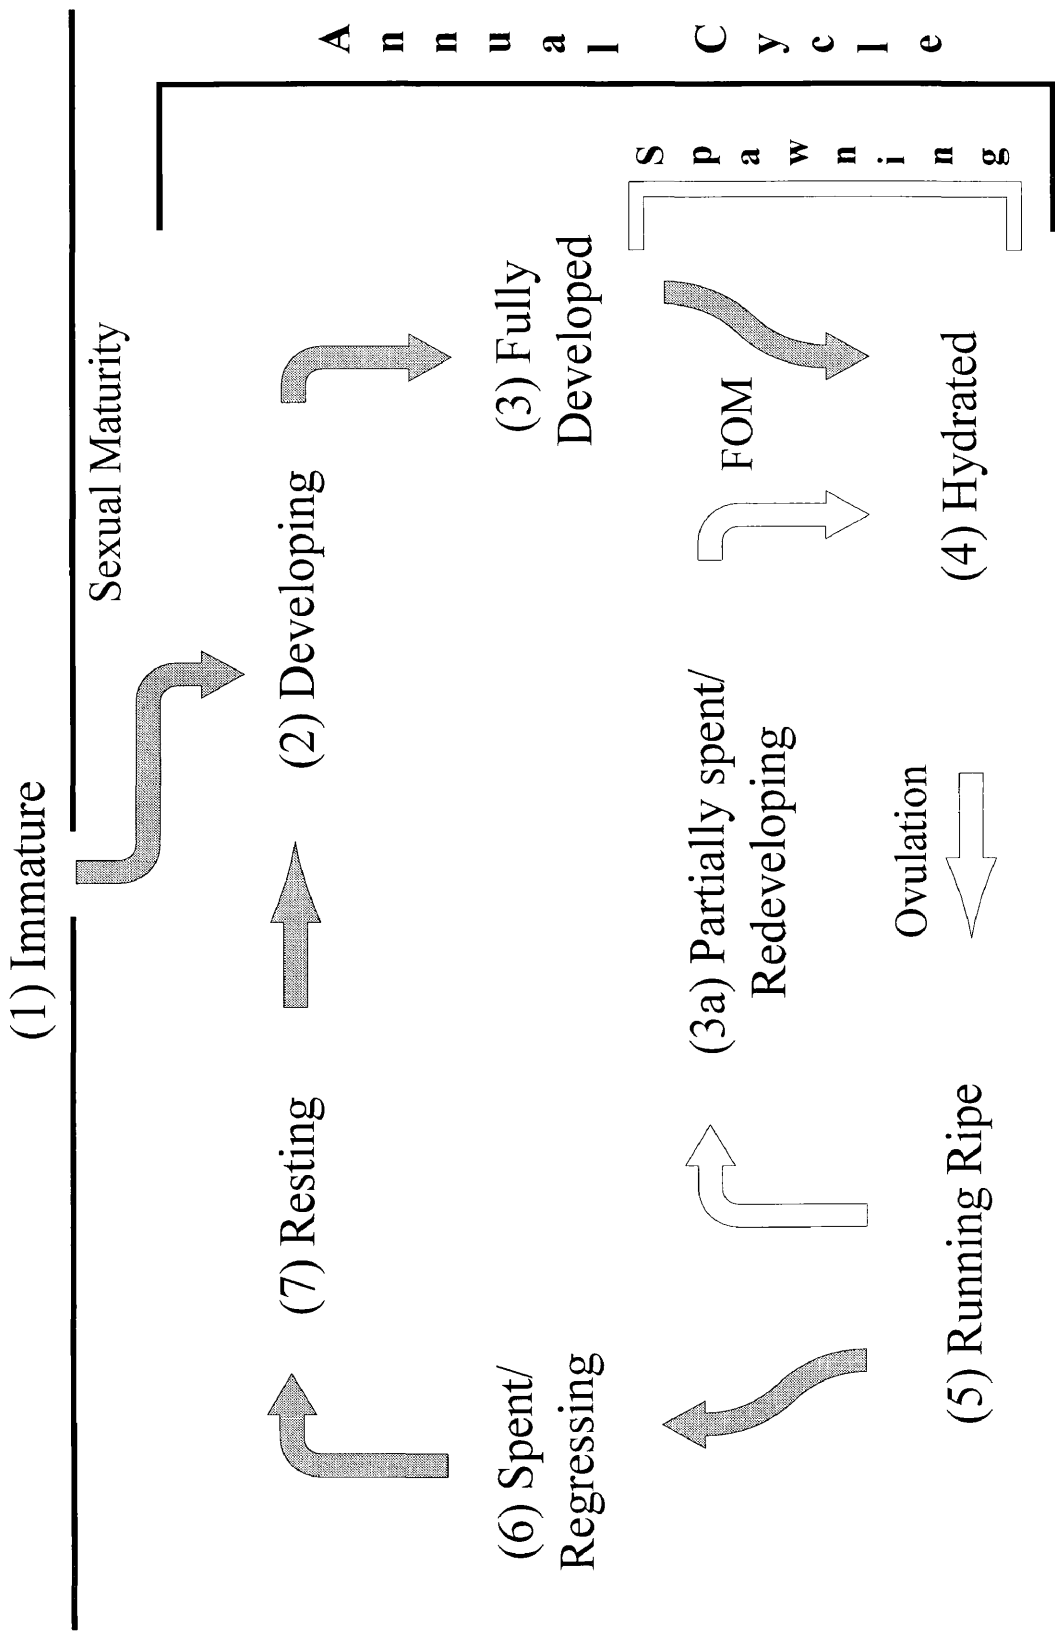 (1) Immature
Sexual Maturity
(7) Resting
(2) Developing
(6) Spent/
Regressing
(3) Fully
Developed
(3a) Partially spent/
Redeveloping
FOM
Ovulation
(5) Running Ripe
(4) Hydrated
Annual Cycle
Spawning